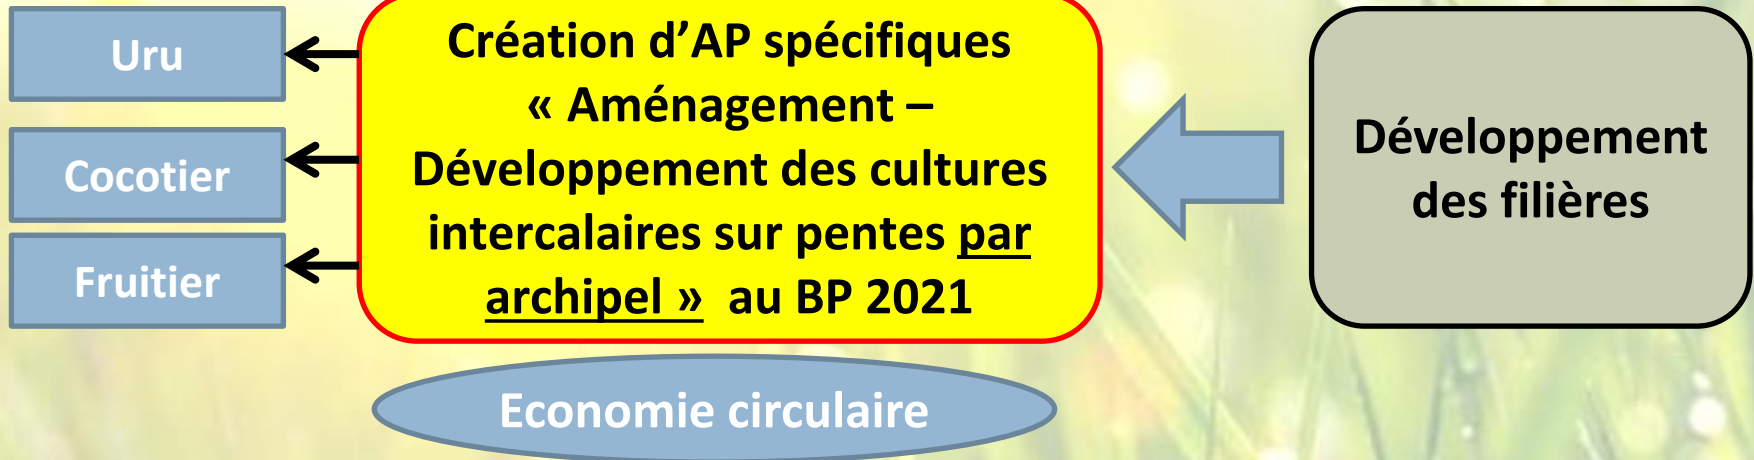 Uru
Cocotier
Fruitier
Création d’AP spécifiques
« Aménagement –
Développement des cultures
intercalaires sur pentes par
archipel » au BP 2021
Economie circulaire
Développement
des filières